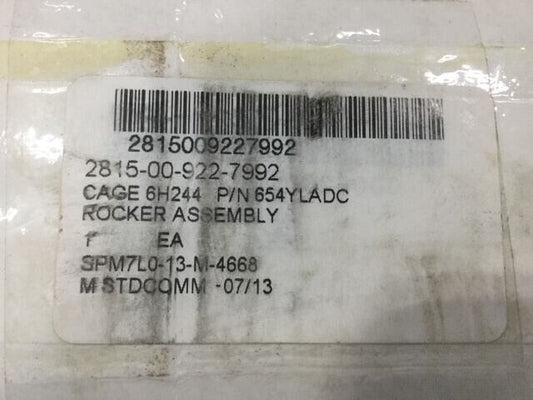 2815009227992
2815-00-922-7992
CAGE 6H244 P/N 654YLADC
ROCKER ASSEMBLY
1 EA
SPM7L0-13-M-4668
M STDCOMM -07/13